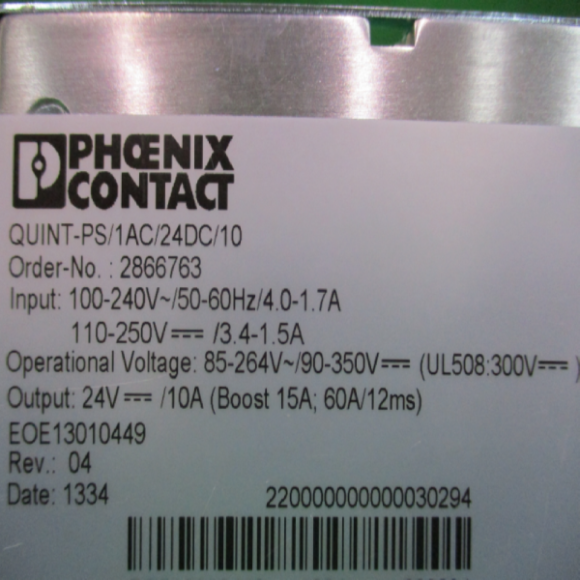 PHŒNIX
CONTACT
QUINT-PS/1AC/24DC/10
Order-No. : 2866763
Input: 100-240V~/50-60Hz/4.0-1.7A
110-250V⎓ /3.4-1.5A
Operational Voltage: 85-264V~/90-350V⎓ (UL508:300V⎓ )
Output: 24V⎓ /10A (Boost 15A; 60A/12ms)
EOE13010449
Rev.: 04
Date: 1334
2200000000000030294